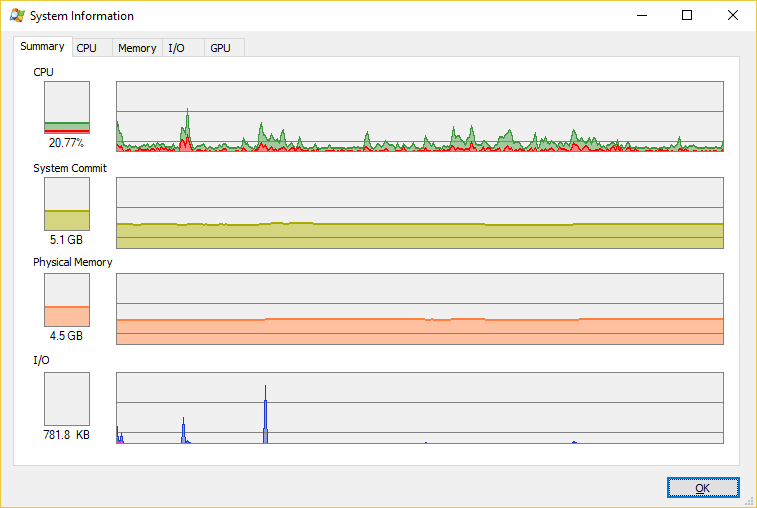 System Information
Summary CPU Memory I/O GPU
CPU
20.77%
System Commit
5.1 GB
Physical Memory
4.5 GB
I/O
781.8 KB
OK